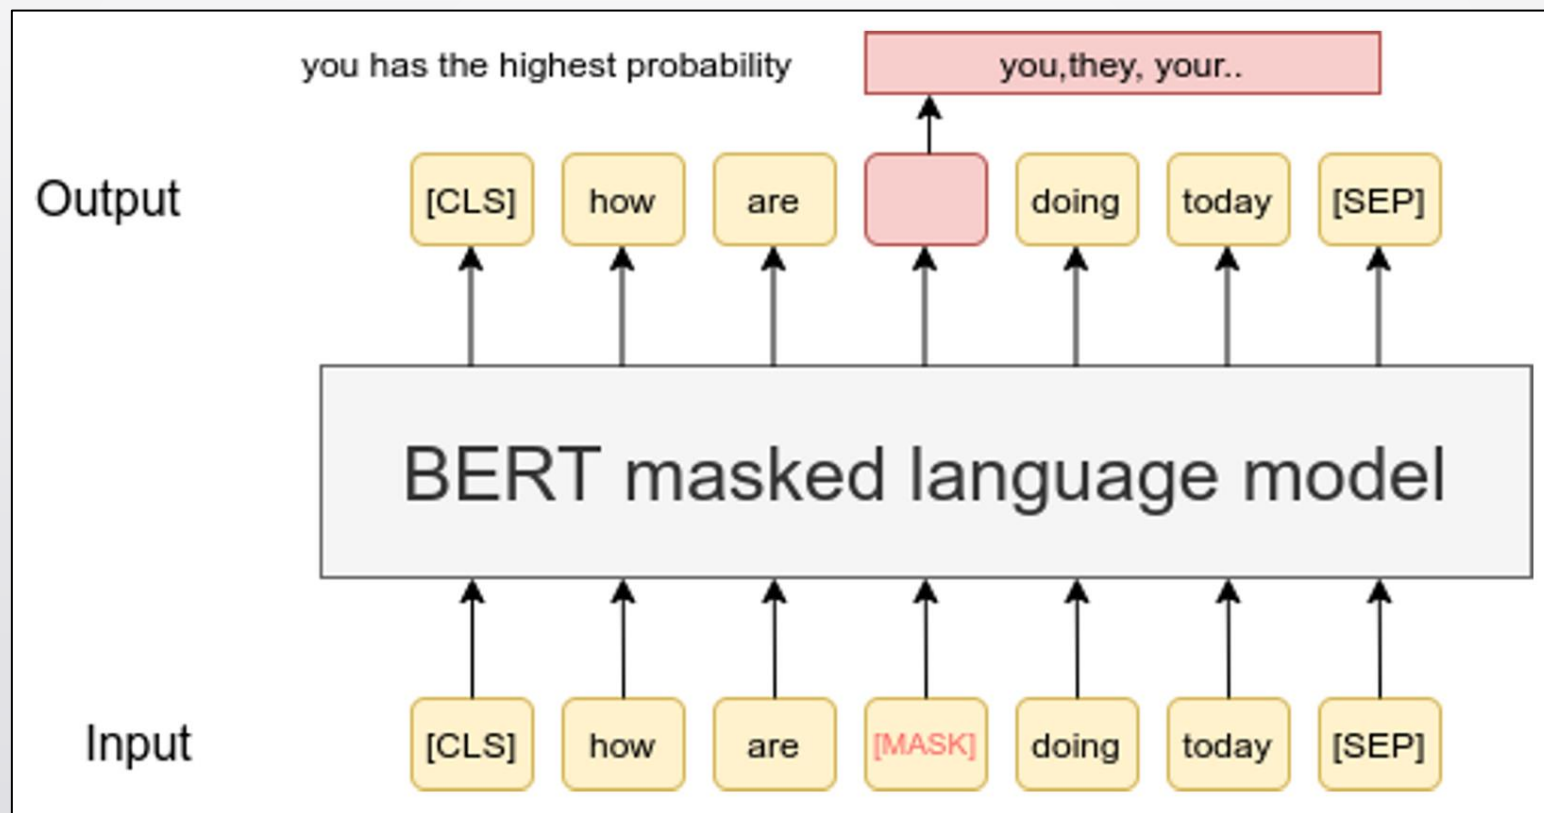 you has the highest probability
you,they, your..
Output
[CLS] how are doing today [SEP]
BERT masked language model
Input
[CLS] how are [MASK] doing today [SEP]